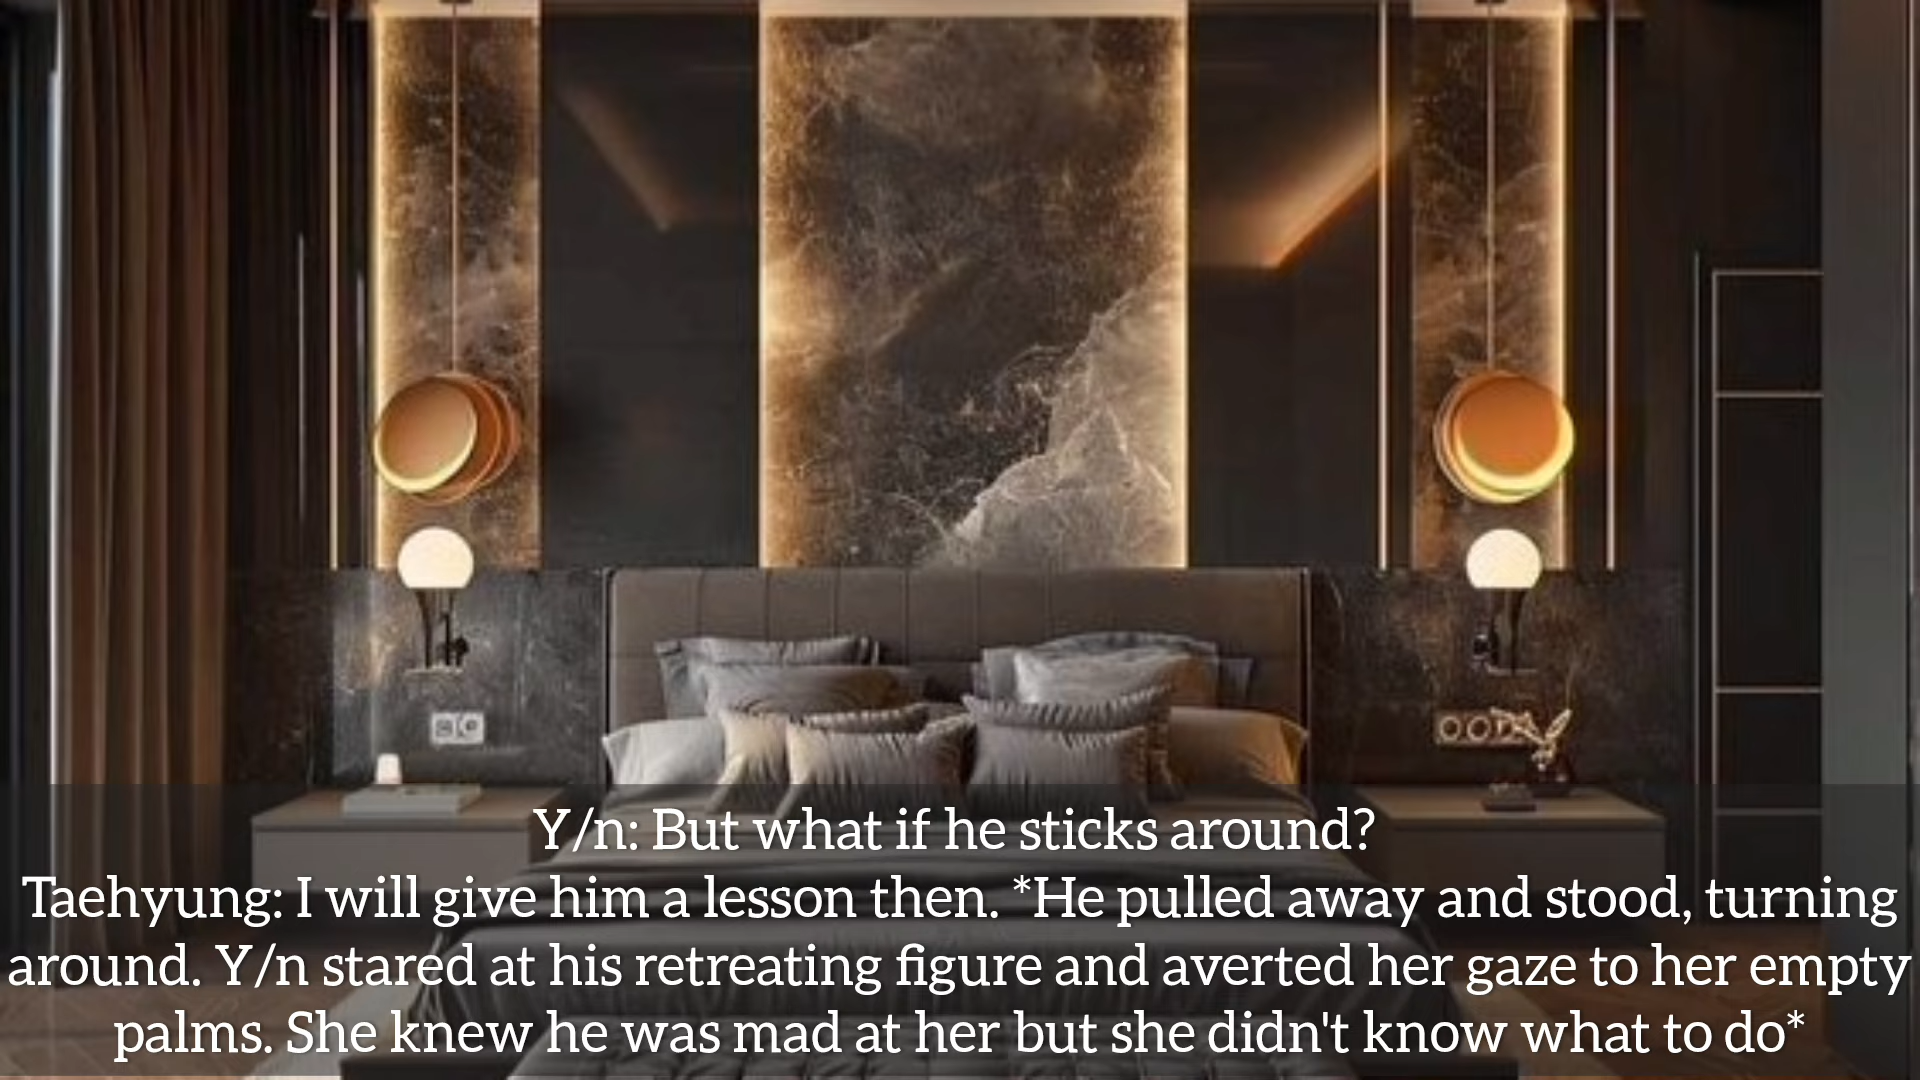 Y/n: But what if he sticks around?
Taehyung: I will give him a lesson then. *He pulled away and stood, turning
around. Y/n stared at his retreating figure and averted her gaze to her empty
palms. She knew he was mad at her but she didn't know what to do*